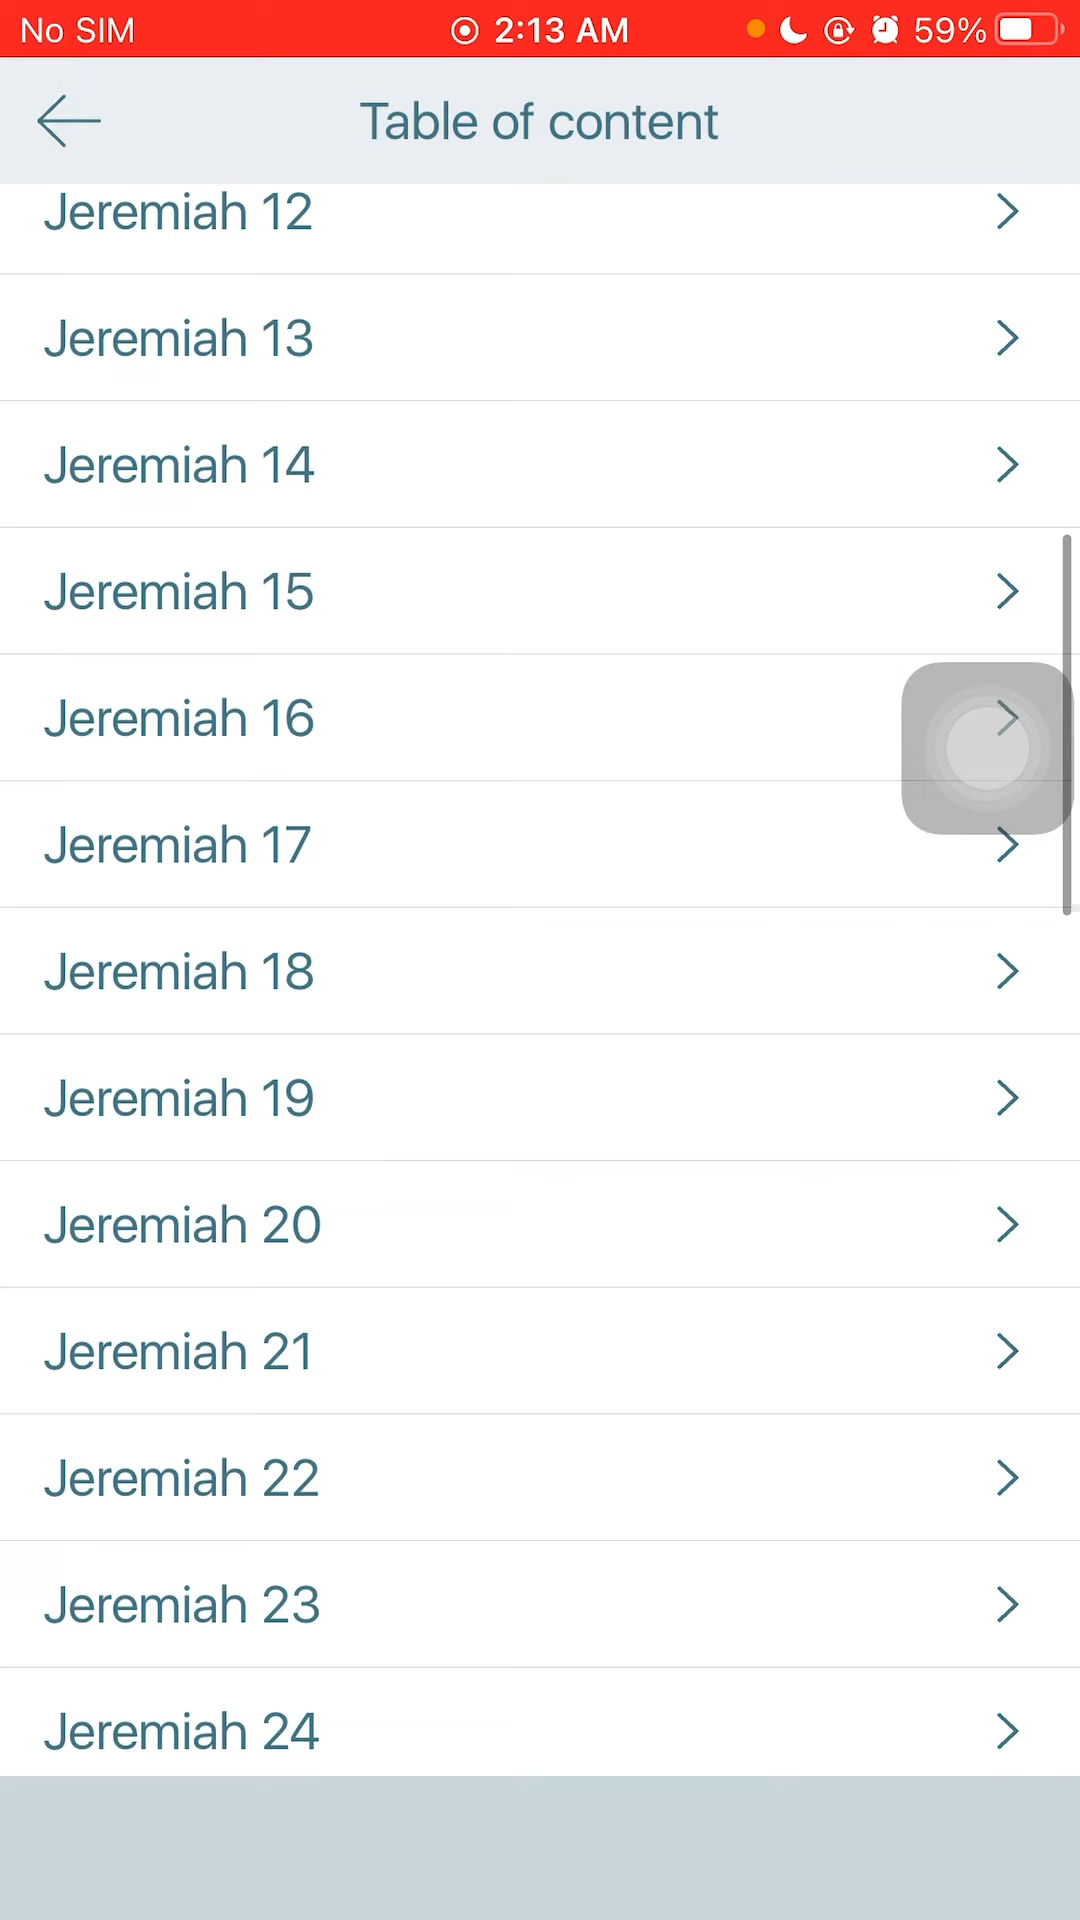 No SIM 2:13 AM 59%
Table of content
Jeremiah 12
Jeremiah 13
Jeremiah 14
Jeremiah 15
Jeremiah 16
Jeremiah 17
Jeremiah 18
Jeremiah 19
Jeremiah 20
Jeremiah 21
Jeremiah 22
Jeremiah 23
Jeremiah 24